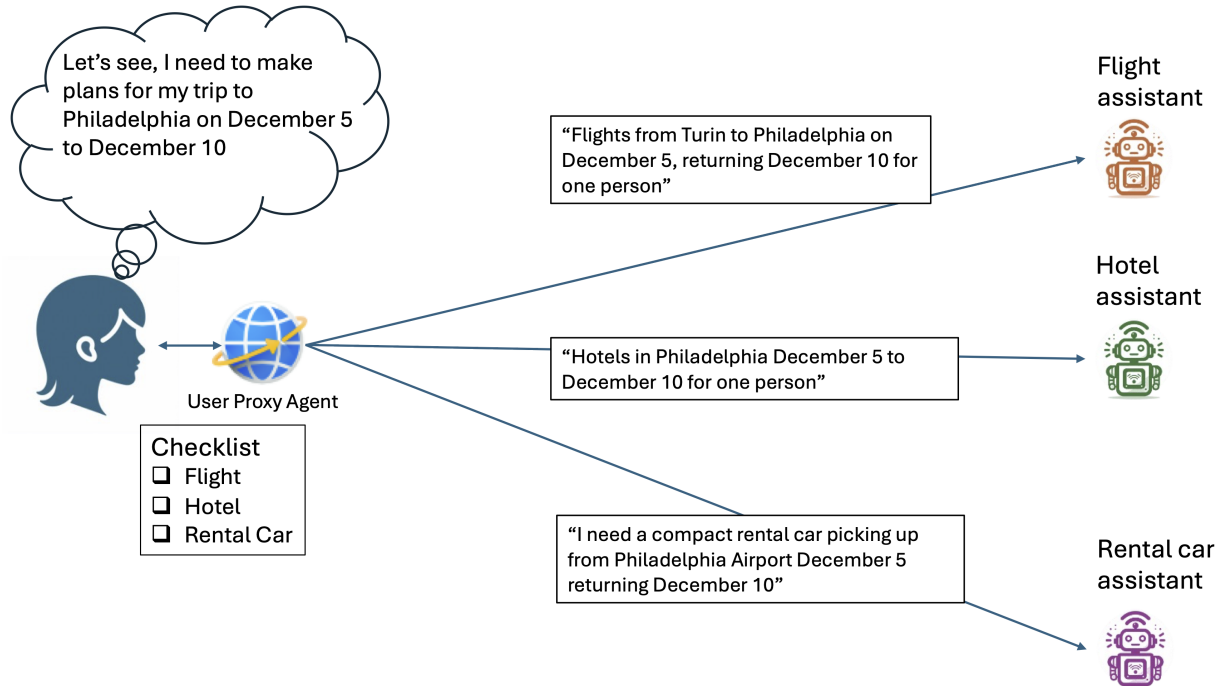 Let’s see, I need to make
plans for my trip to
Philadelphia on December 5
to December 10
User Proxy Agent
Checklist
Flight
Hotel
Rental Car
“Flights from Turin to Philadelphia on
December 5, returning December 10 for
one person”
“Hotels in Philadelphia December 5 to
December 10 for one person”
“I need a compact rental car picking up
from Philadelphia Airport December 5
returning December 10”
Flight
assistant
Hotel
assistant
Rental car
assistant